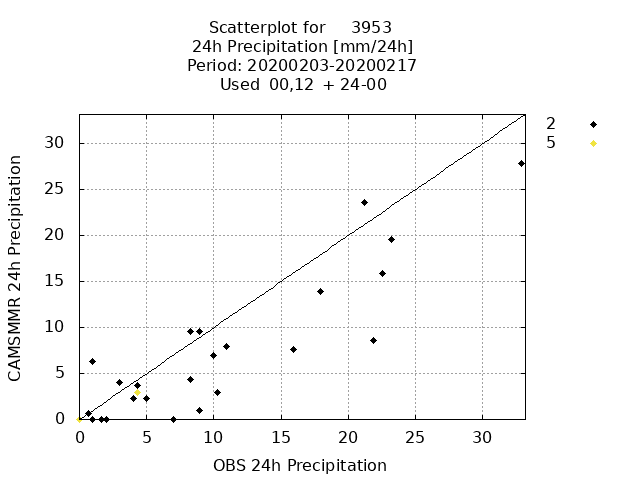 Scatterplot for 3953
24h Precipitation [mm/24h]
Period: 20200203-20200217
Used 00,12 + 24-00
2
5
CAMSMMR 24h Precipitation
30
25
20
15
10
5
0
0 5 10 15 20 25 30
OBS 24h Precipitation